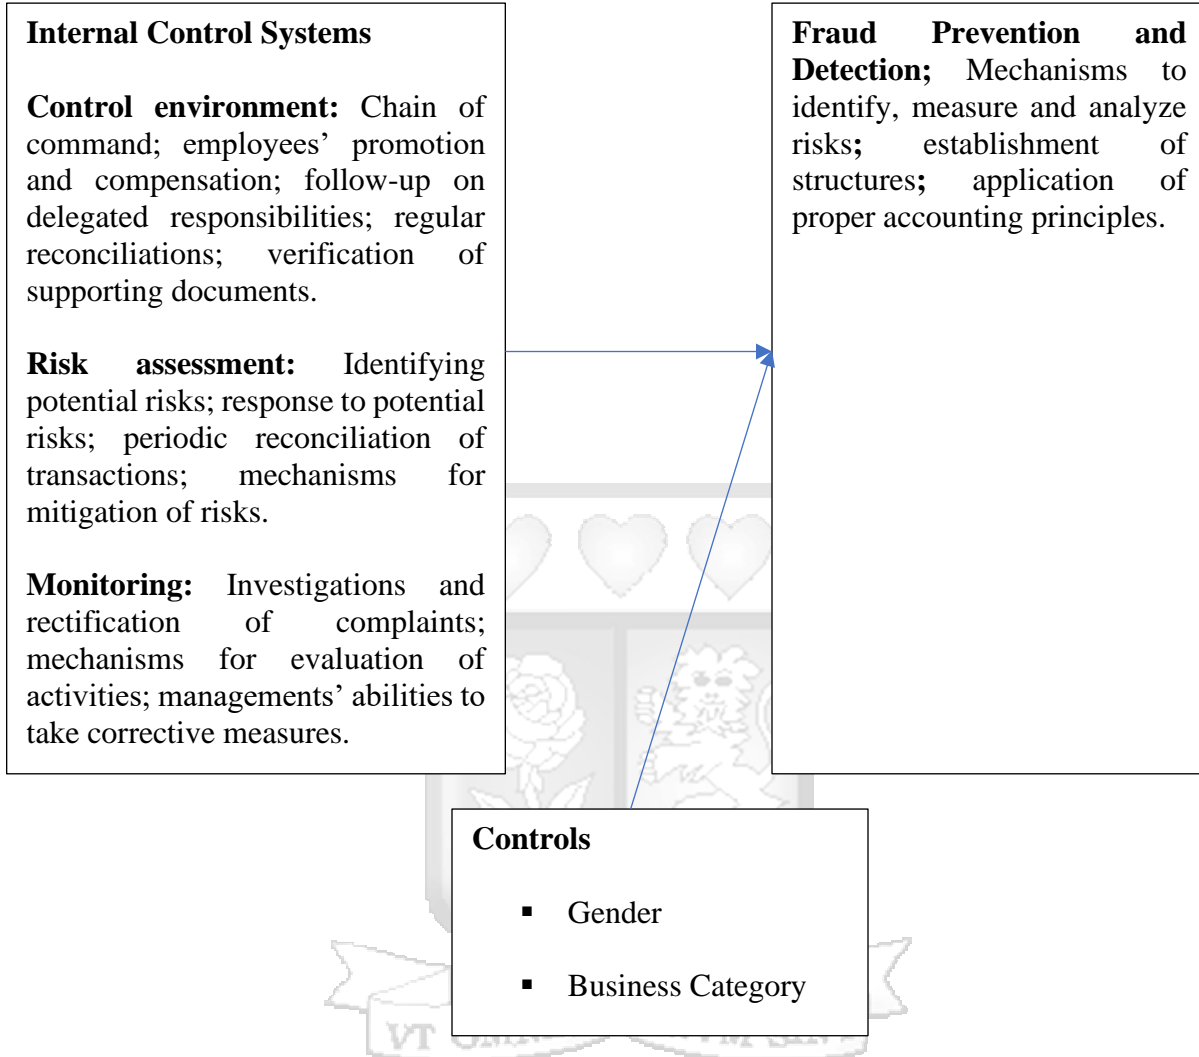 Internal Control Systems
Control environment: Chain of
command; employees’ promotion
and compensation; follow-up on
delegated responsibilities; regular
reconciliations; verification of
supporting documents.
Risk assessment: Identifying
potential risks; response to potential
risks; periodic reconciliation of
transactions; mechanisms for
mitigation of risks.
Monitoring: Investigations and
rectification of complaints;
mechanisms for evaluation of
activities; managements’ abilities to
take corrective measures.
Fraud Prevention and
Detection; Mechanisms to
identify, measure and analyze
risks; establishment of
structures; application of
proper accounting principles.
Controls
▪ Gender
▪ Business Category
VT